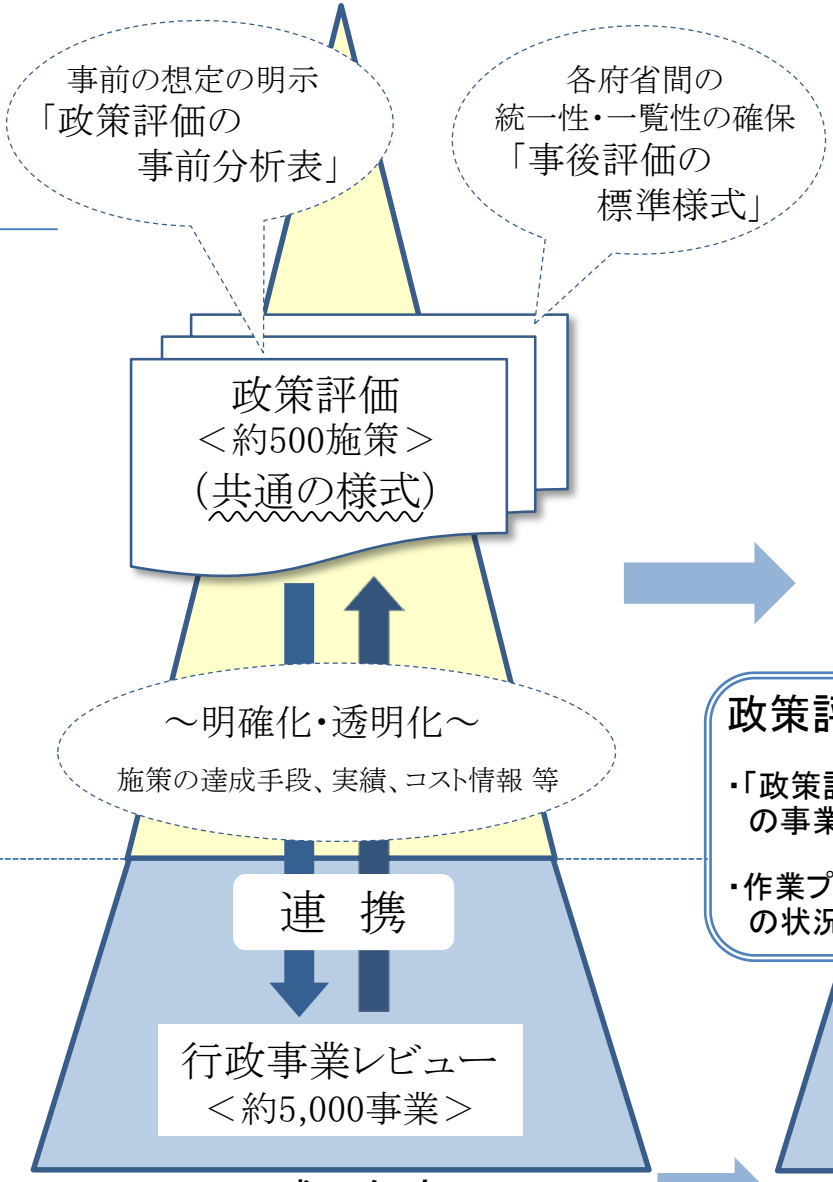 事前の想定の明示
「政策評価の
事前分析表」
各府省間の
統一性・一覧性の確保
「事後評価の
標準様式」
政策評価
＜約500施策＞
（共通の様式）
～明確化・透明化～
施策の達成手段、実績、コスト情報 等
連 携
行政事業レビュー
＜約5,000事業＞
政策
・「政策
の事業
・作業プ
の状況